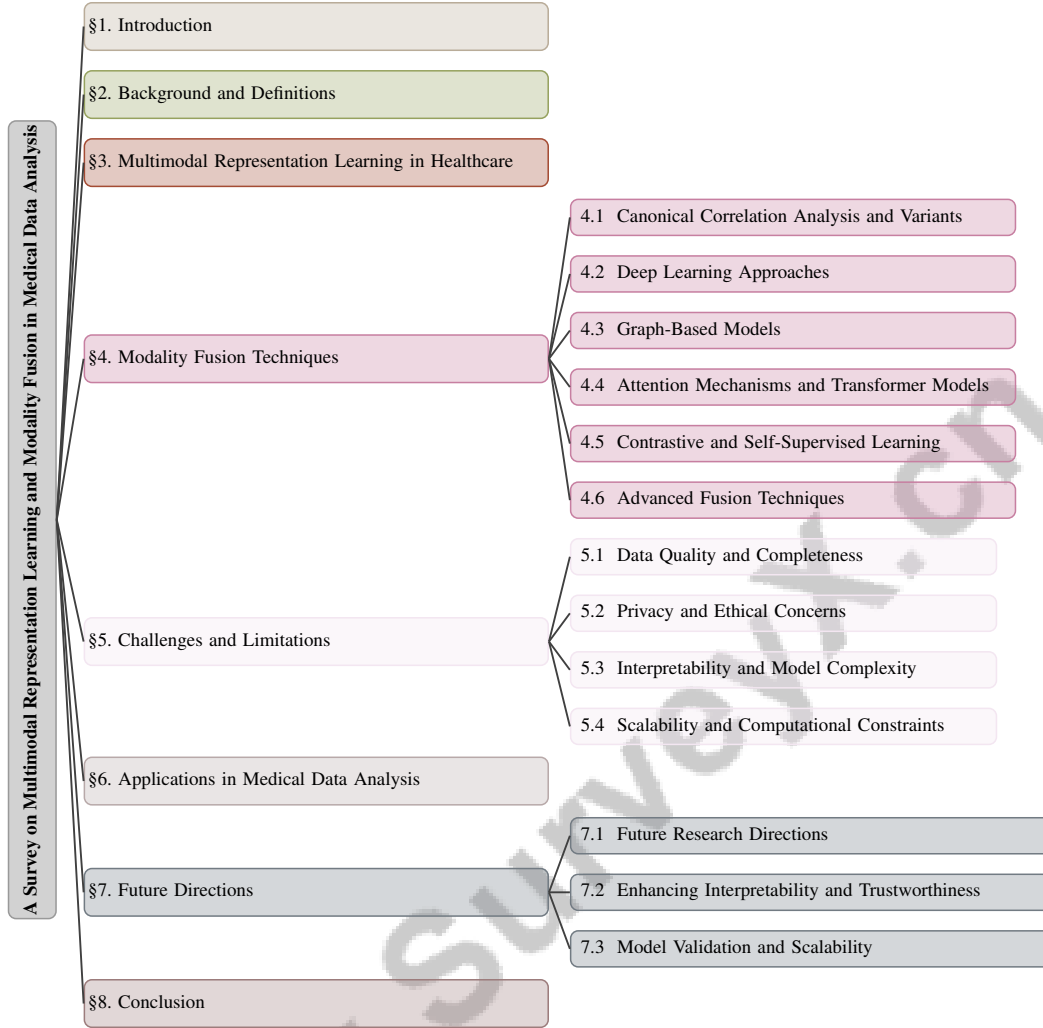 A Survey on Multimodal Representation Learning and Modality Fusion in Medical Data Analysis
§1. Introduction
§2. Background and Definitions
§3. Multimodal Representation Learning in Healthcare
§4. Modality Fusion Techniques
4.1 Canonical Correlation Analysis and Variants
4.2 Deep Learning Approaches
4.3 Graph-Based Models
4.4 Attention Mechanisms and Transformer Models
4.5 Contrastive and Self-Supervised Learning
4.6 Advanced Fusion Techniques
§5. Challenges and Limitations
5.1 Data Quality and Completeness
5.2 Privacy and Ethical Concerns
5.3 Interpretability and Model Complexity
5.4 Scalability and Computational Constraints
§6. Applications in Medical Data Analysis
§7. Future Directions
7.1 Future Research Directions
7.2 Enhancing Interpretability and Trustworthiness
7.3 Model Validation and Scalability
§8. Conclusion
Surveyx.cn